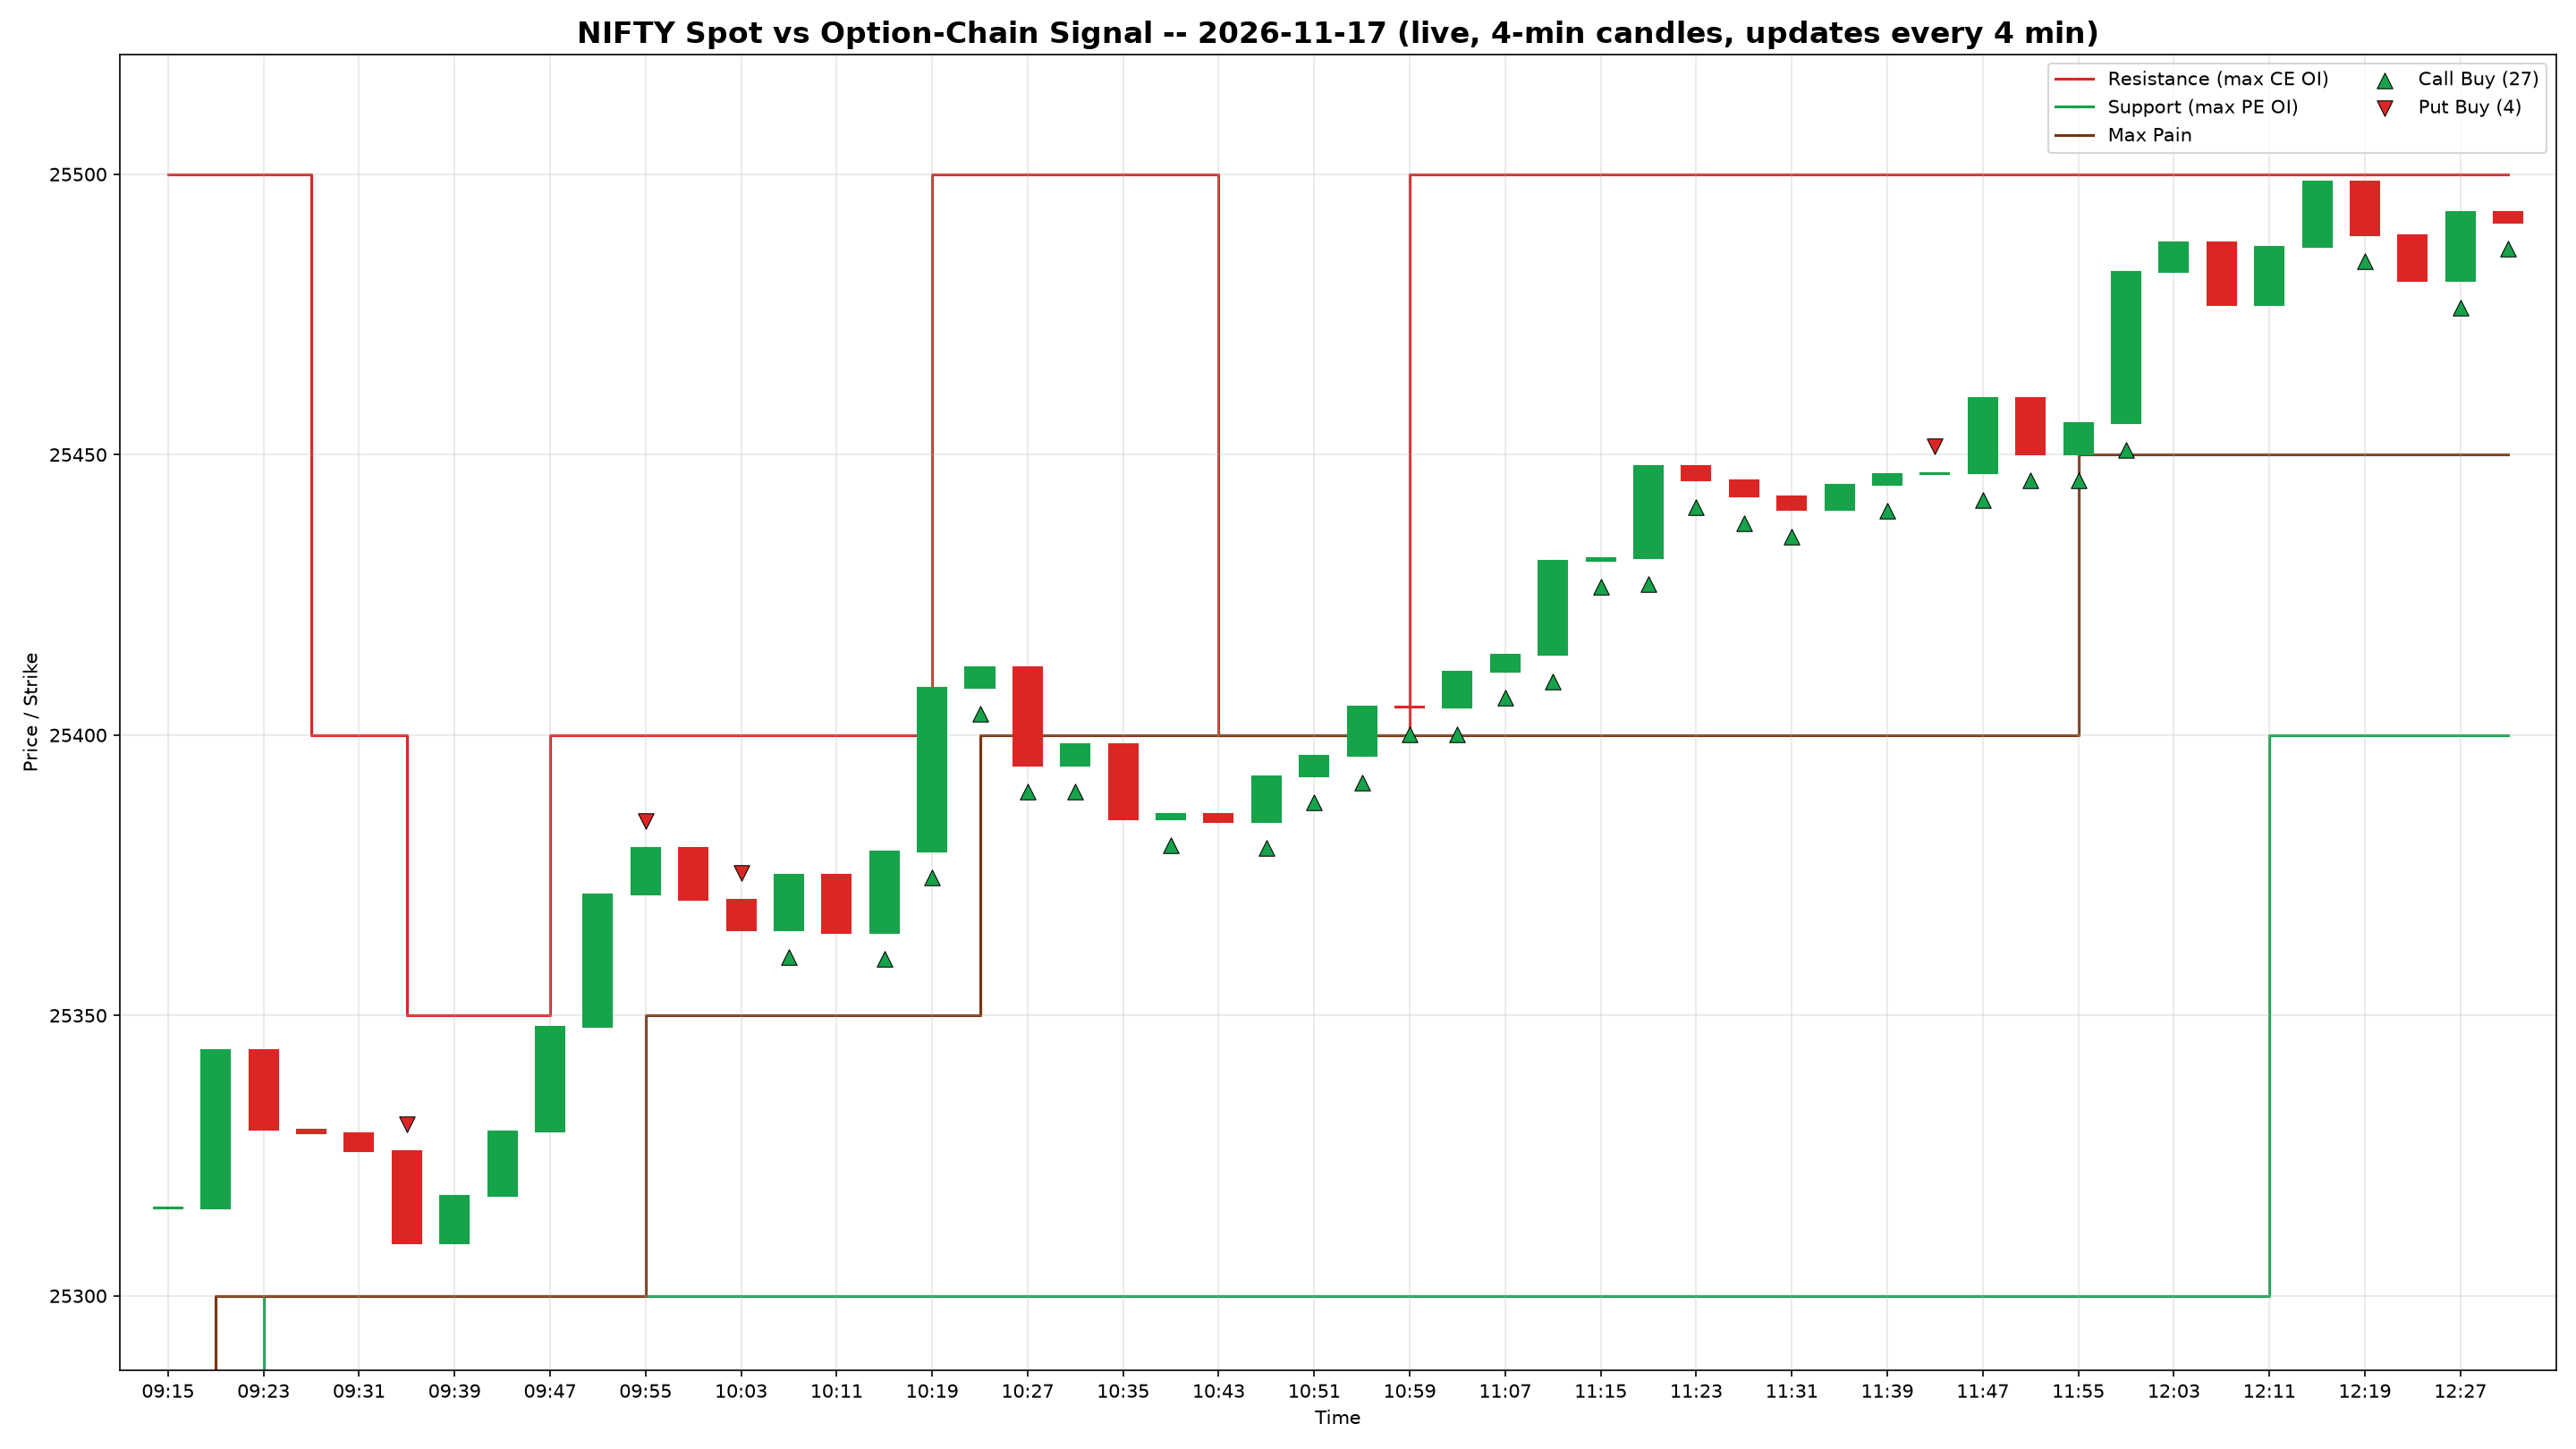 NIFTY Spot vs Option-Chain Signal -- 2026-11-17 (live, 4-min candles, updates every 4 min)
Resistance (max CE OI)
Support (max PE OI)
Max Pain
Call Buy (27)
Put Buy (4)
Price / Strike
25500
25450
25400
25350
25300
09:15 09:23 09:31 09:39 09:47 09:55 10:03 10:11 10:19 10:27 10:35 10:43 10:51 10:59 11:07 11:15 11:23 11:31 11:39 11:47 11:55 12:03 12:11 12:19 12:27
Time